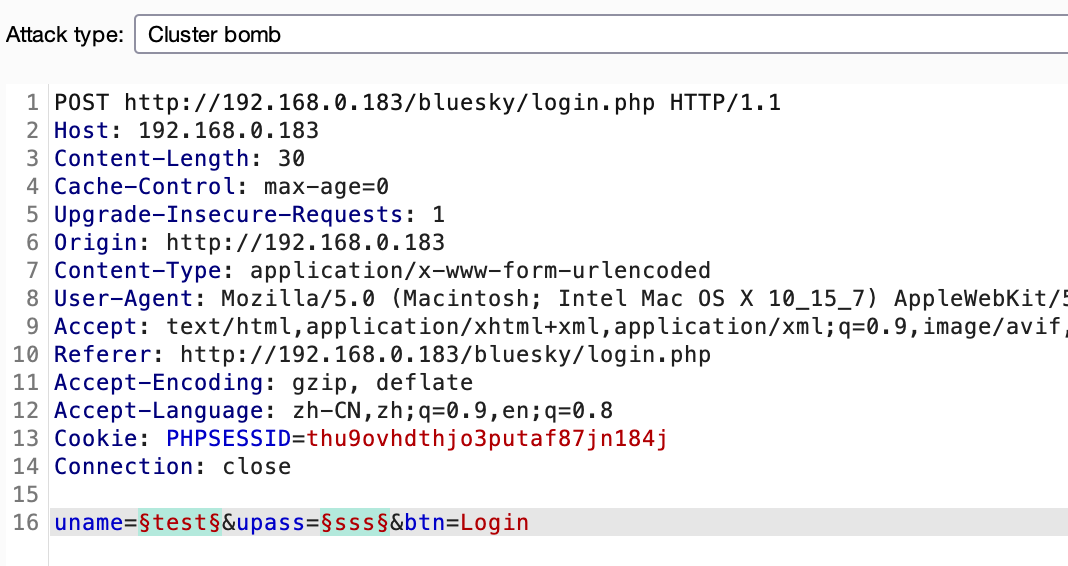 Attack type: Cluster bomb
1 POST http://192.168.0.183/bluesky/login.php HTTP/1.1
2 Host: 192.168.0.183
3 Content-Length: 30
4 Cache-Control: max-age=0
5 Upgrade-Insecure-Requests: 1
6 Origin: http://192.168.0.183
7 Content-Type: application/x-www-form-urlencoded
8 User-Agent: Mozilla/5.0 (Macintosh; Intel Mac OS X 10_15_7) AppleWebKit/5
9 Accept: text/html,application/xhtml+xml,application/xml;q=0.9,image/avif,
10 Referer: http://192.168.0.183/bluesky/login.php
11 Accept-Encoding: gzip, deflate
12 Accept-Language: zh-CN,zh;q=0.9,en;q=0.8
13 Cookie: PHPSESSID=thu9ovhdthjo3putaf87jn184j
14 Connection: close
15
16 uname=§test§&upass=§sss§&btn=Login